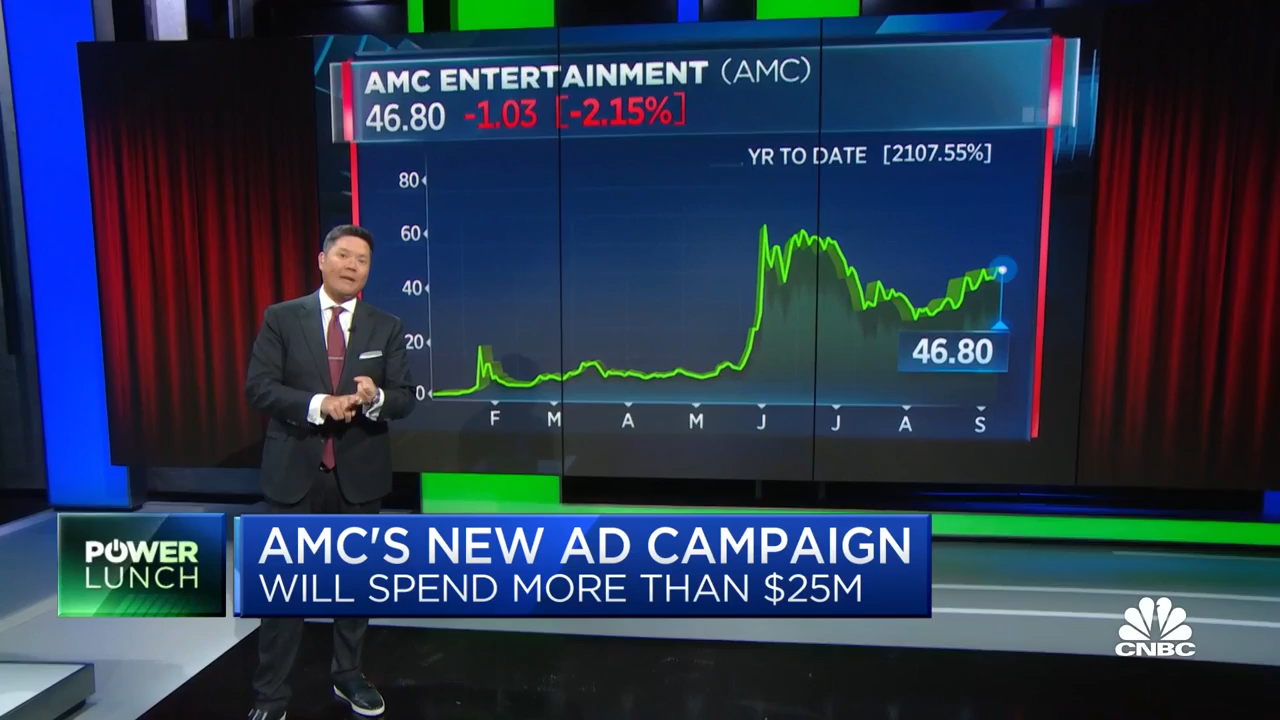 AMC ENTERTAINMENT (AMC)
46.80 -1.03 [-2.15%]
YR TO DATE [2107.55%]
80
60
40
20
0
46.80
F M A M J J A S
POWER LUNCH
AMC'S NEW AD CAMPAIGN
WILL SPEND MORE THAN $25M
CNBC